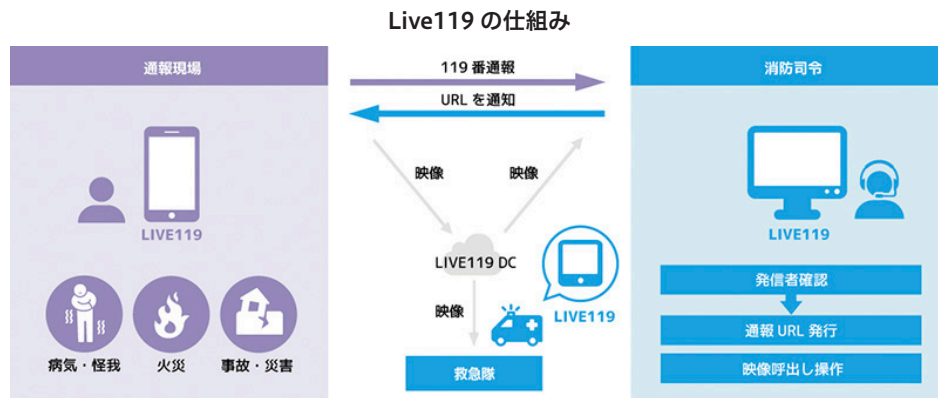 Live119 の仕組み
通報現場
LIVE119
病気・怪我
火災
事故・災害
119 番通報
URL を通知
映像
映像
LIVE119 DC
映像
LIVE119
救急隊
消防司令
LIVE119
発信者確認
通報 URL 発行
映像呼出し操作